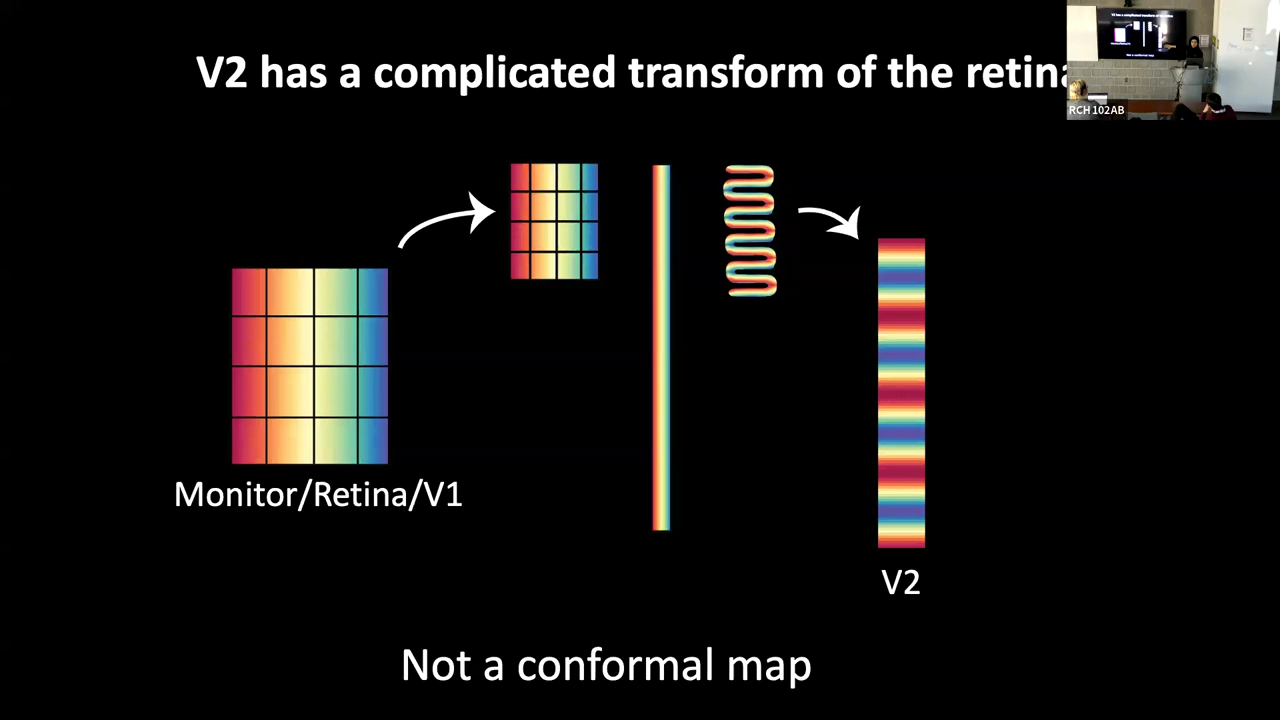 V2 has a complicated transform of the retina
RCH 102AB
Monitor/Retina/V1
V2
Not a conformal map